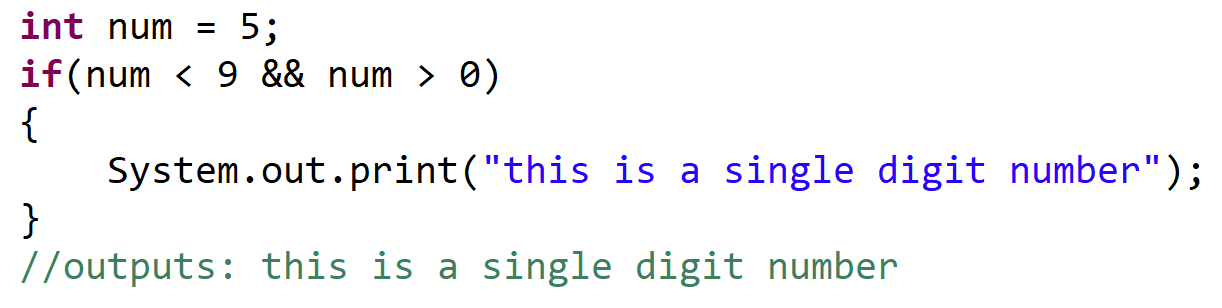 int num = 5;
if(num < 9 && num > 0)
{
    System.out.print("this is a single digit number");
}
//outputs: this is a single digit number